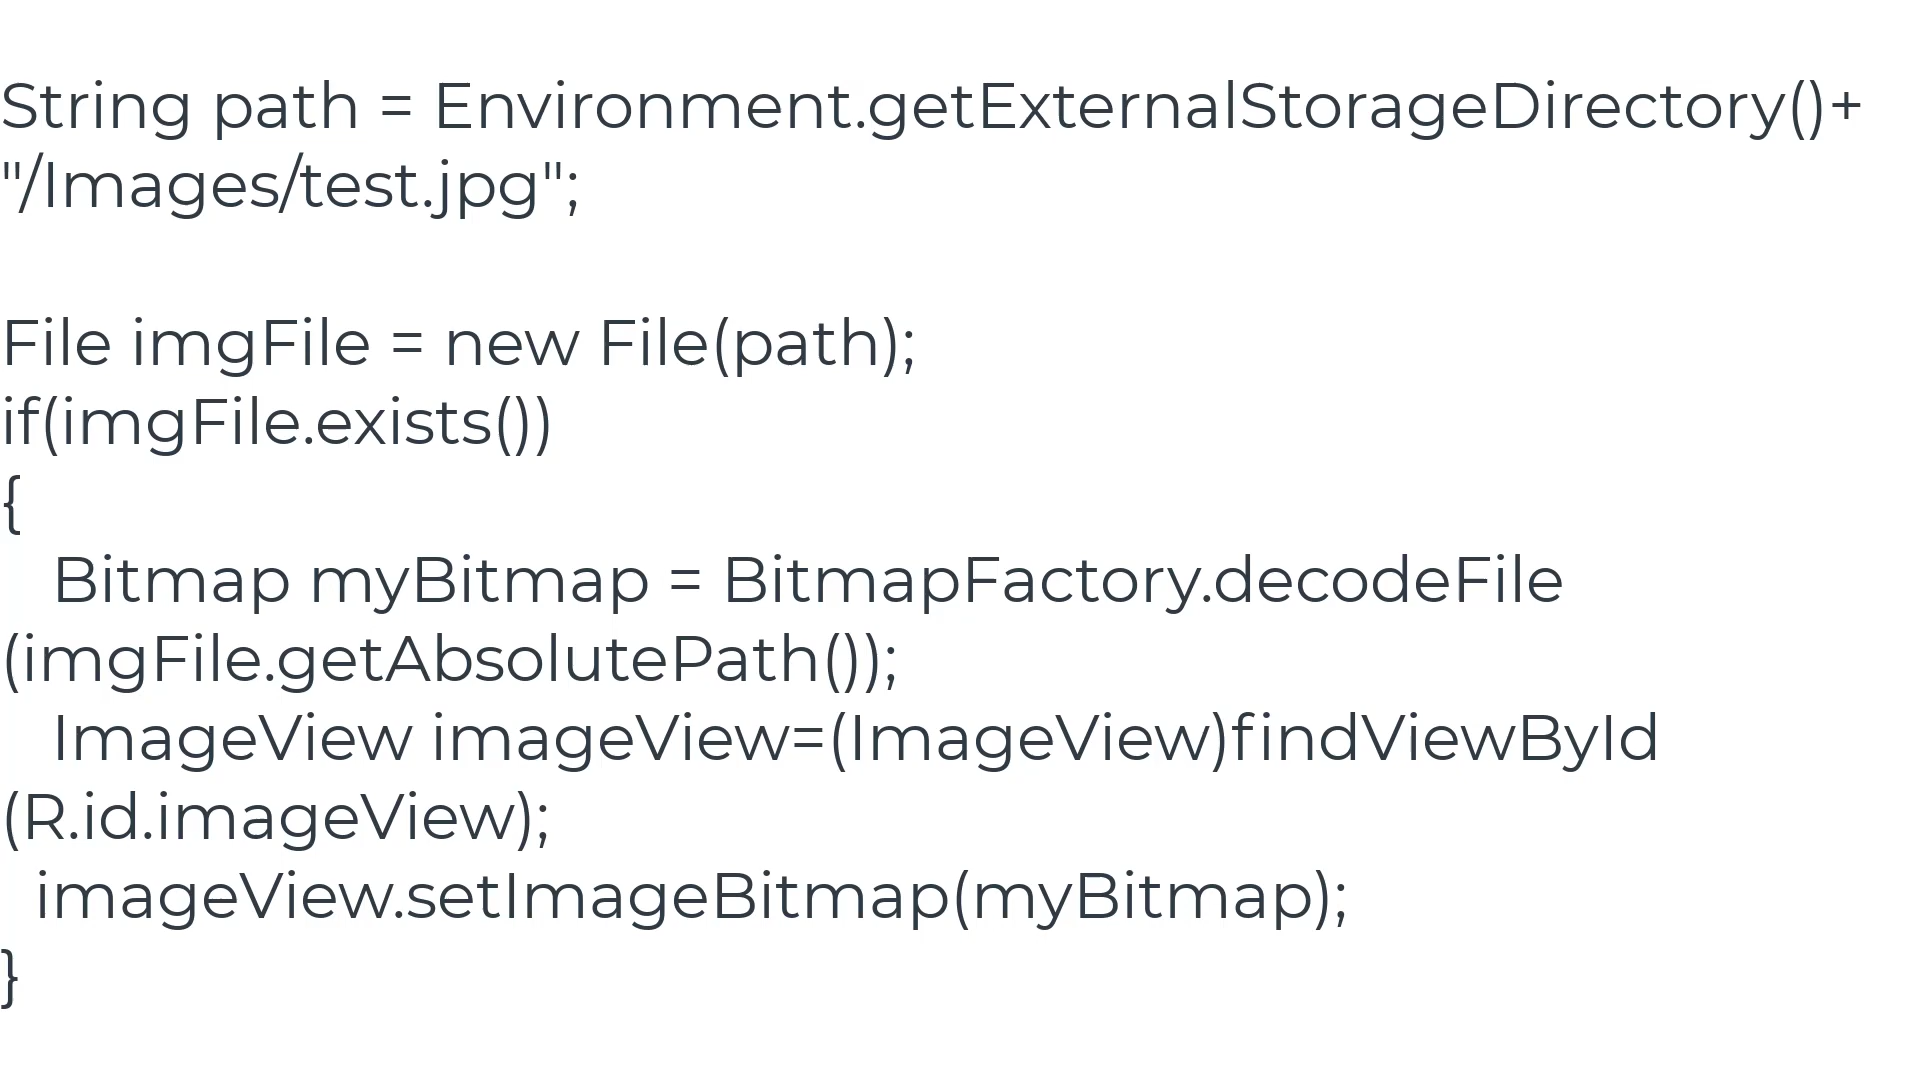 String path = Environment.getExternalStorageDirectory()+
"/Images/test.jpg";
File imgFile = new File(path);
if(imgFile.exists())
{
Bitmap myBitmap = BitmapFactory.decodeFile
(imgFile.getAbsolutePath());
ImageView imageView=(ImageView)findViewById
(R.id.imageView);
imageView.setImageBitmap(myBitmap);
}